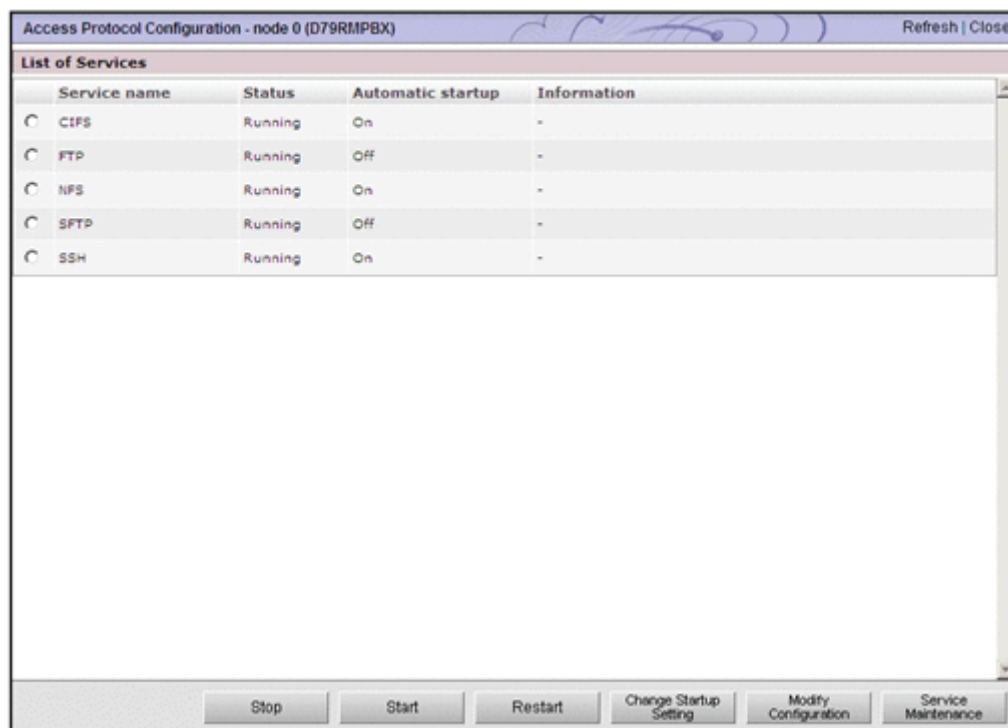 Access Protocol Configuration - node 0 (D79RMPBX) Refresh | Close
List of Services
Service name Status Automatic startup Information
CIFS Running On -
FTP Running Off -
NFS Running On -
SFTP Running Off -
SSH Running On -
Stop Start Restart Change Startup Setting Modify Configuration Service Maintenance